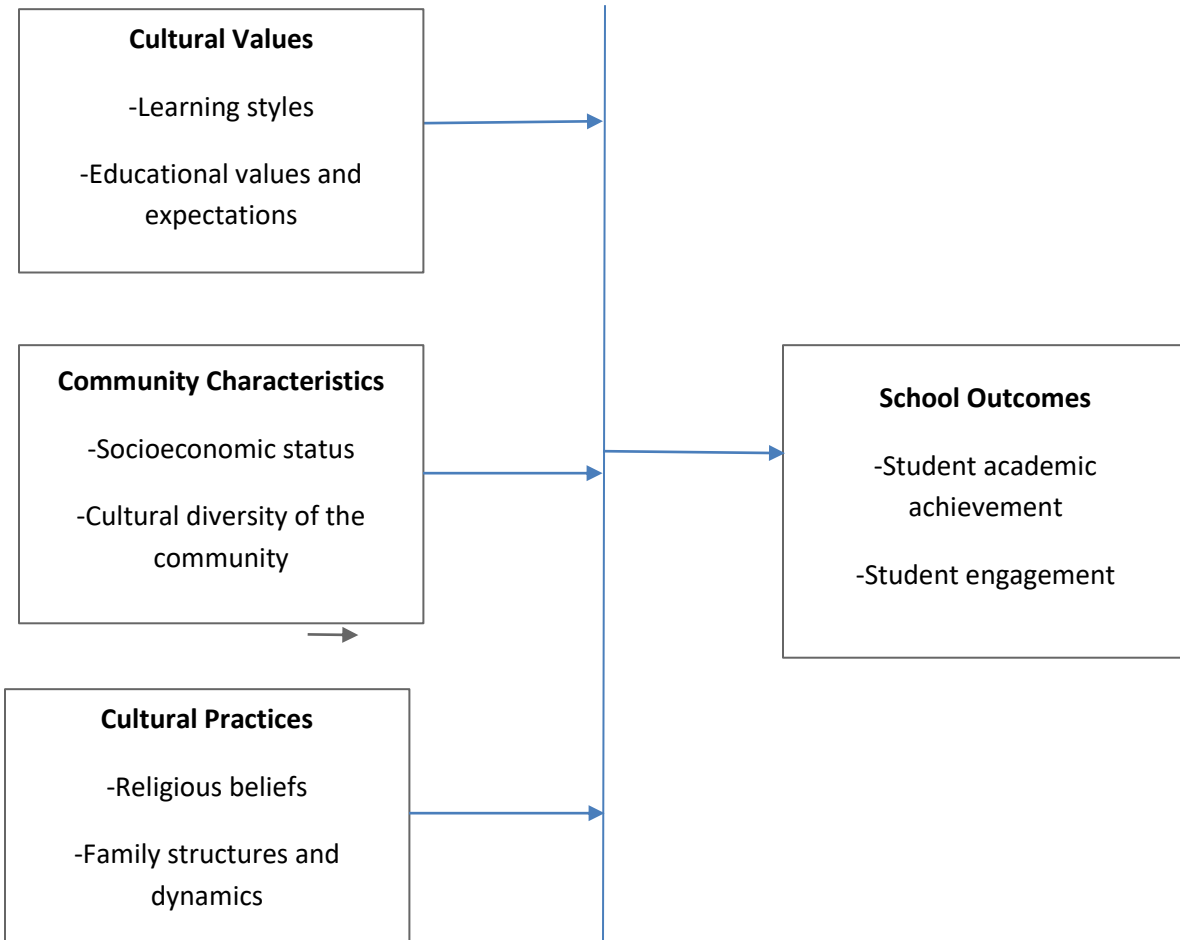 Cultural Values
-Learning styles
-Educational values and
expectations
Community Characteristics
-Socioeconomic status
-Cultural diversity of the
community
Cultural Practices
-Religious beliefs
-Family structures and
dynamics
School Outcomes
-Student academic
achievement
-Student engagement